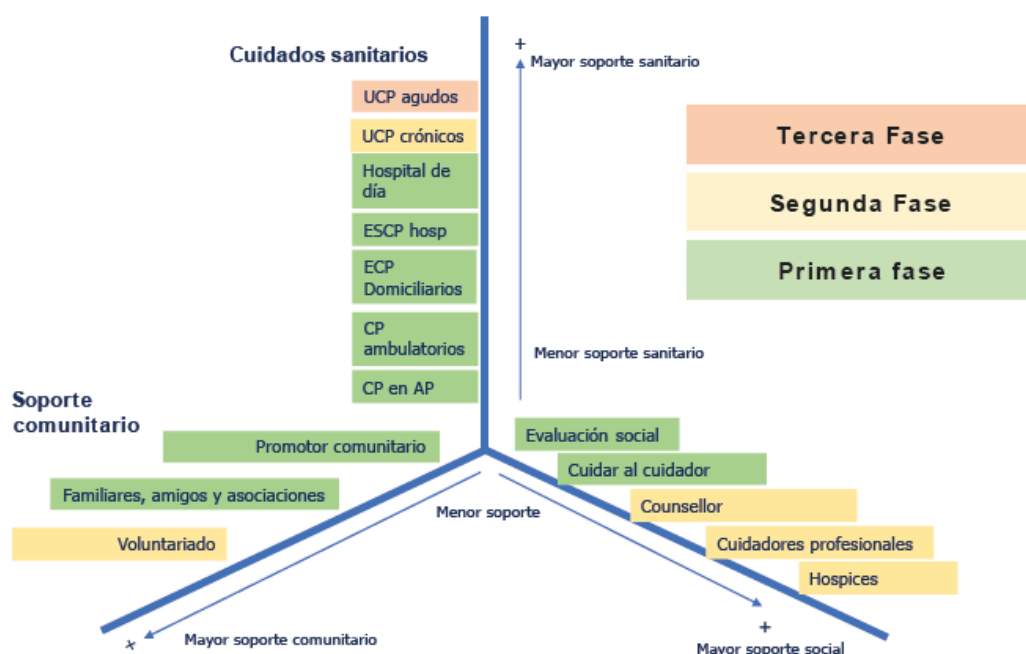 Cuidados sanitarios
+
Mayor soporte sanitario
UCP agudos
UCP crónicos
Hospital de
día
ESCP hosp
ECP
Domiciliarios
CP
ambulatorios
CP en AP
Menor soporte sanitario
Tercera Fase
Segunda Fase
Primera fase
Soporte
comunitario
Promotor comunitario
Familiares, amigos y asociaciones
Voluntariado
Evaluación social
Cuidar al cuidador
Counsellor
Cuidadores profesionales
Hospices
Menor soporte
+
Mayor soporte comunitario
+
Mayor soporte social